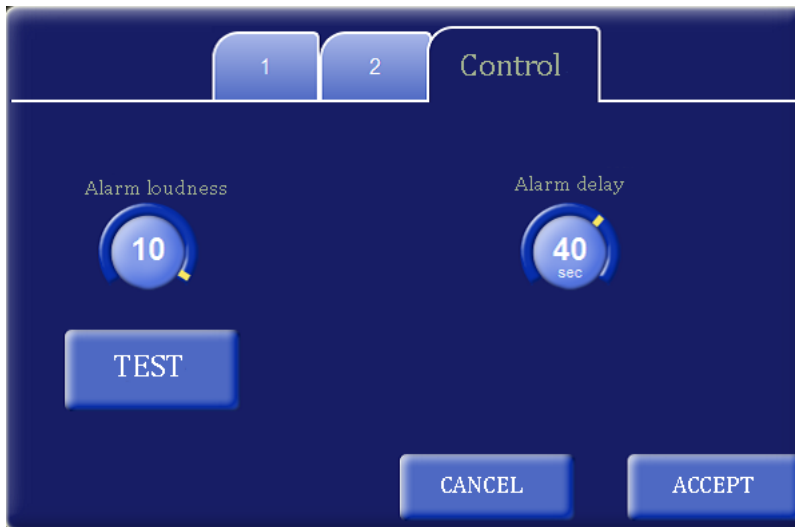 1 2 Control
Alarm loudness Alarm delay
10 40
sec
TEST
CANCEL ACCEPT